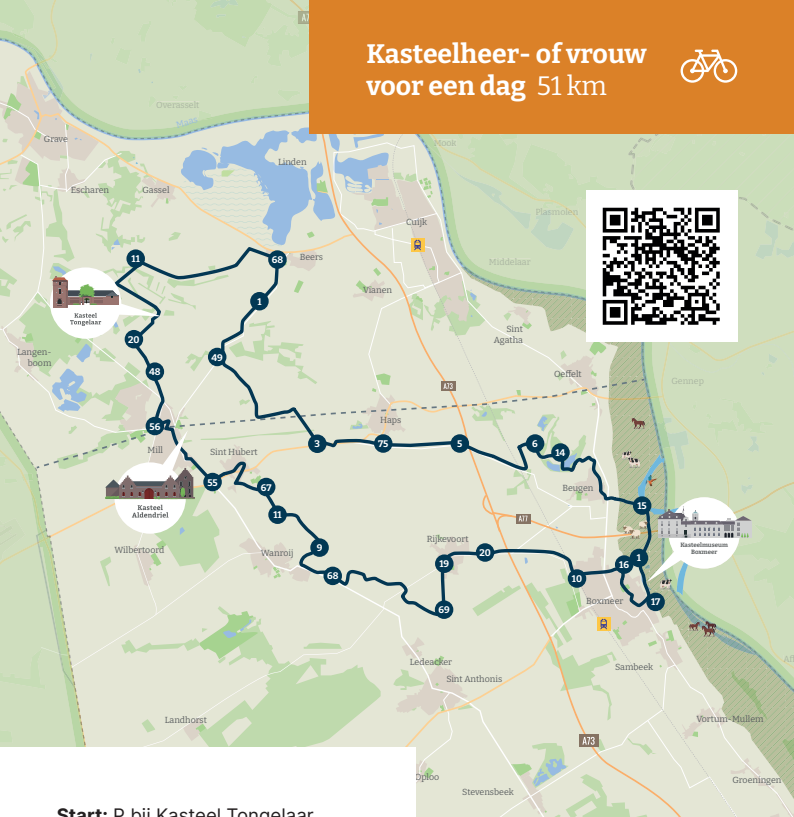 Kasteelheer- of vrouw
voor een dag 51 km
Overasselt
Maas
Mook
Grave
Linden
Escharen
Gassel
Cuijk
Plasmolen
11
68
Beers
Middelaar
Kasteel
Tongelaar
1
Vianen
20
Sint
Agatha
Langen-
boom
49
48
Oeffelt
Gennep
A73
56
Haps
Mill
Sint Hubert
3
75
5
6
14
55
67
Beugen
Kasteel
Aldendriel
11
15
A77
Wilbertoord
Wanroij
9
Rijkevoort
Kasteelmuseum
Boxmeer
68
19
20
1
16
10
Boxmeer
17
69
Ledeacker
Sint Anthonis
Sambeek
Landhorst
Vortum-Mullem
A73
Oploo
Stevensbeek
Groeningen
Start: P bij Kasteel Tongelaar